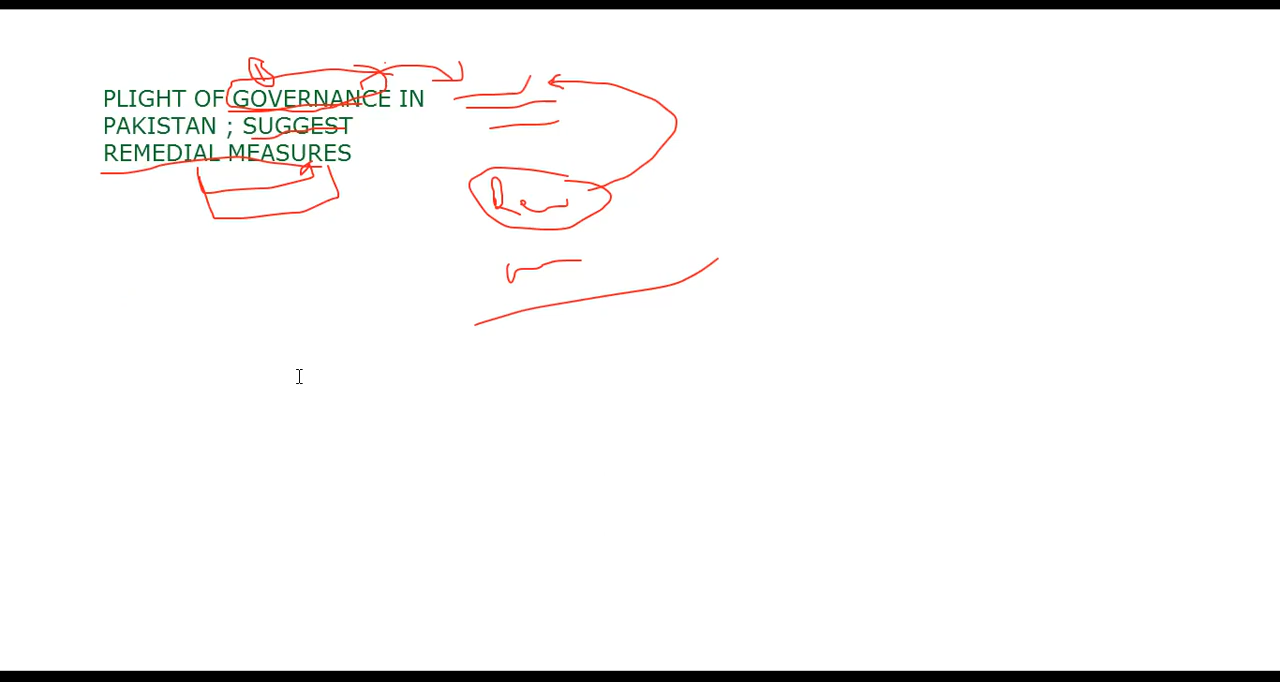 PLIGHT OF GOVERNANCE IN
PAKISTAN ; SUGGEST
REMEDIAL MEASURES